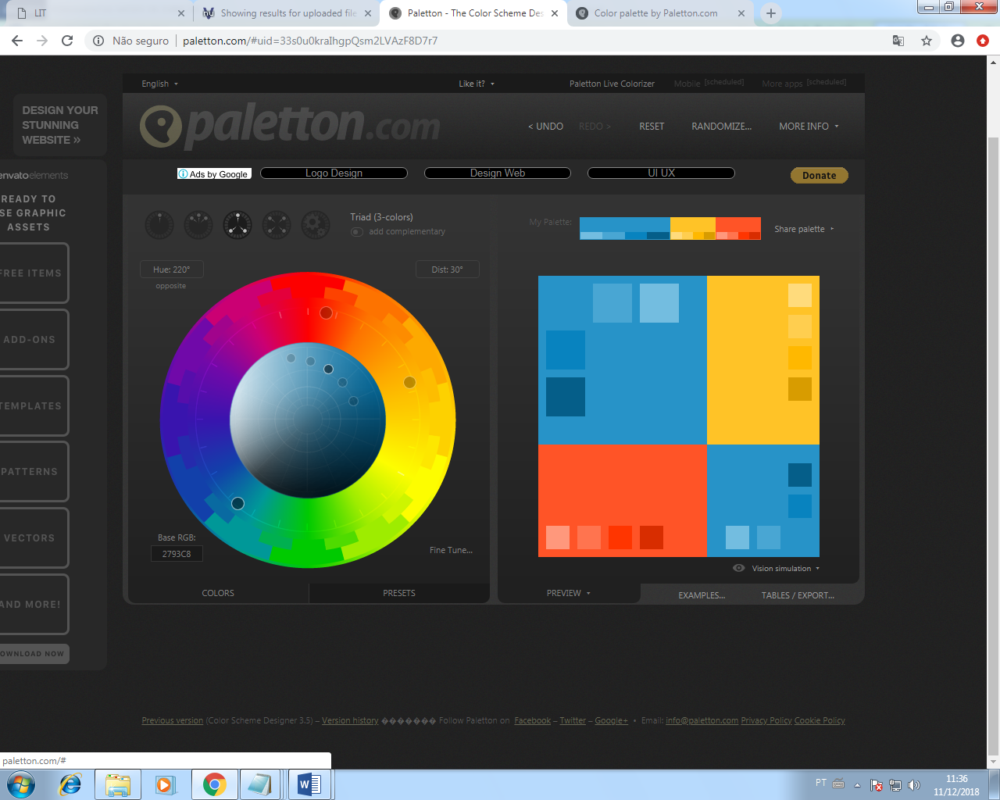 LIT
Showing results for uploaded file
Paletton - The Color Scheme Des
Color palette by Paletton.com
Não seguro paletton.com/#uid=33s0u0kraIhgpQsm2LVAzF8D7r7
English Like it? Paletton Live Colorizer Mobile [scheduled] More apps [scheduled]
paletton.com
< UNDO REDO > RESET RANDOMIZE... MORE INFO
DESIGN YOUR
STUNNING
WEBSITE »
Ads by Google Logo Design Design Web UI UX Donate
nvatoelements
READY TO
SE GRAPHIC
ASSETS
FREE ITEMS
ADD-ONS
TEMPLATES
PATTERNS
VECTORS
AND MORE!
OWNLOAD NOW
Triad (3-colors)
add complementary
My Palette: Share palette
Hue: 220° Dist: 30°
opposite
Base RGB:
2793C8
Fine Tune...
Vision simulation
COLORS PRESETS PREVIEW EXAMPLES... TABLES / EXPORT...
Previous version (Color Scheme Designer 3.5) – Version history ������� Follow Paletton on Facebook – Twitter – Google+ • Email: info@paletton.com Privacy Policy Cookie Policy
paletton.com/#
PT 11:36
11/12/2018